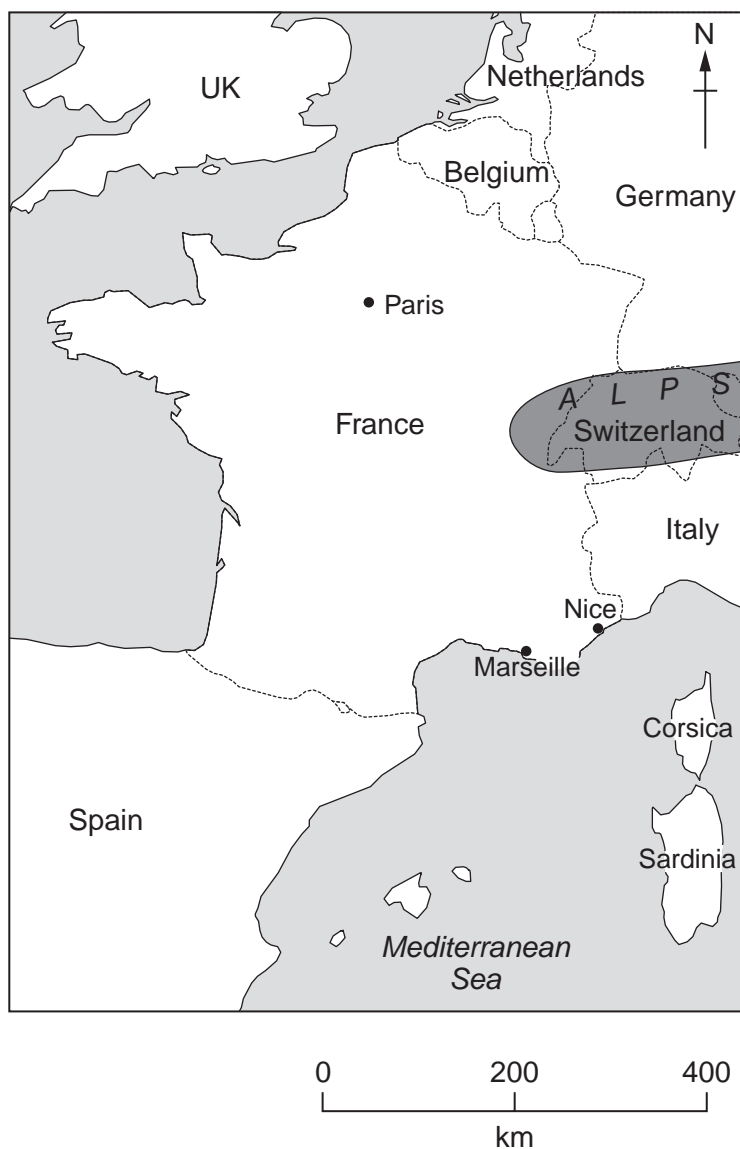 N
UK
Netherlands
Belgium
Germany
Paris
A L P S
France
Switzerland
Italy
Nice
Marseille
Corsica
Spain
Sardinia
Mediterranean
Sea
0 200 400
km